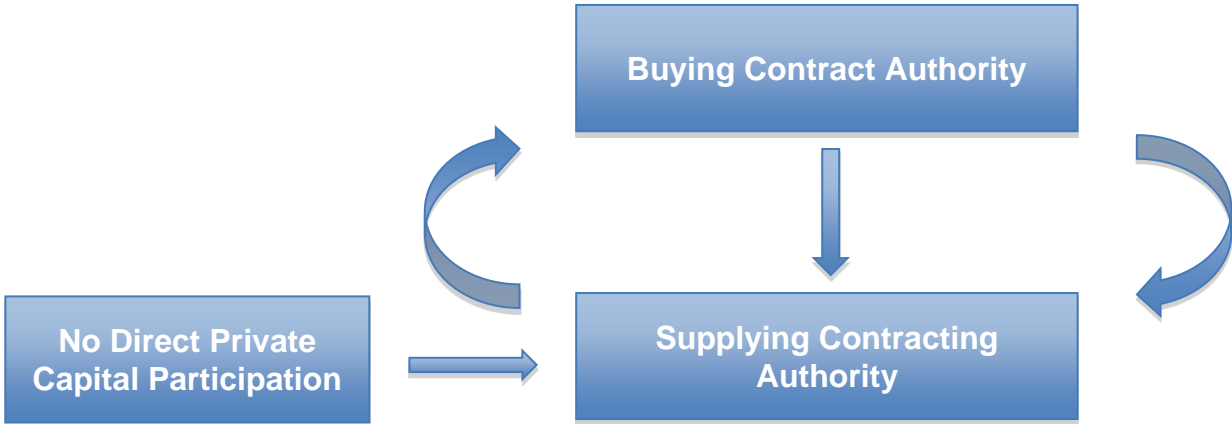 Buying Contract Authority
No Direct Private
Capital Participation
Supplying Contracting
Authority